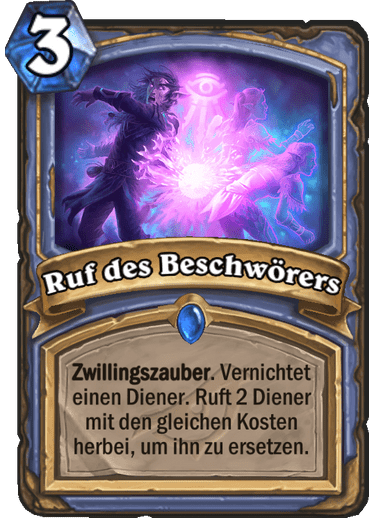 3
Ruf des Beschwörers
Zwillingszauber. Vernichtet
einen Diener. Ruft 2 Diener
mit den gleichen Kosten
herbei, um ihn zu ersetzen.